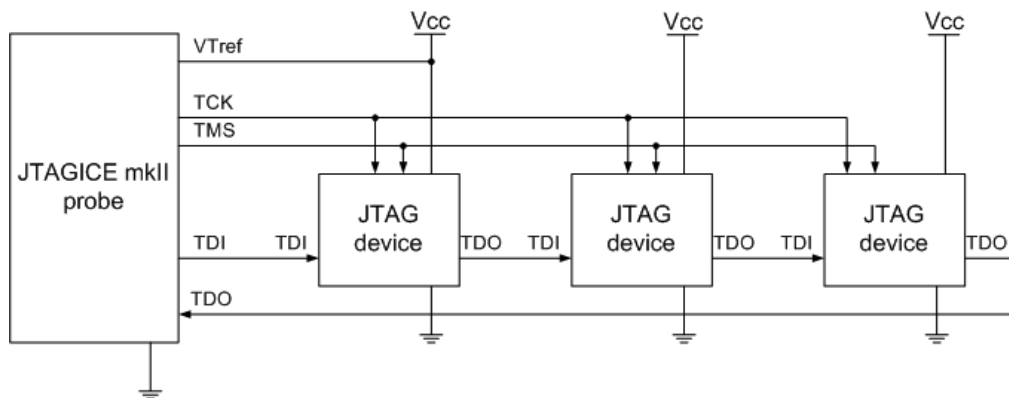 Vcc
Vcc
Vcc
VTref
TCK
TMS
JTAGICE mkII
probe
JTAG
device
JTAG
device
JTAG
device
TDI
TDI
TDO
TDI
TDO
TDI
TDO
TDO